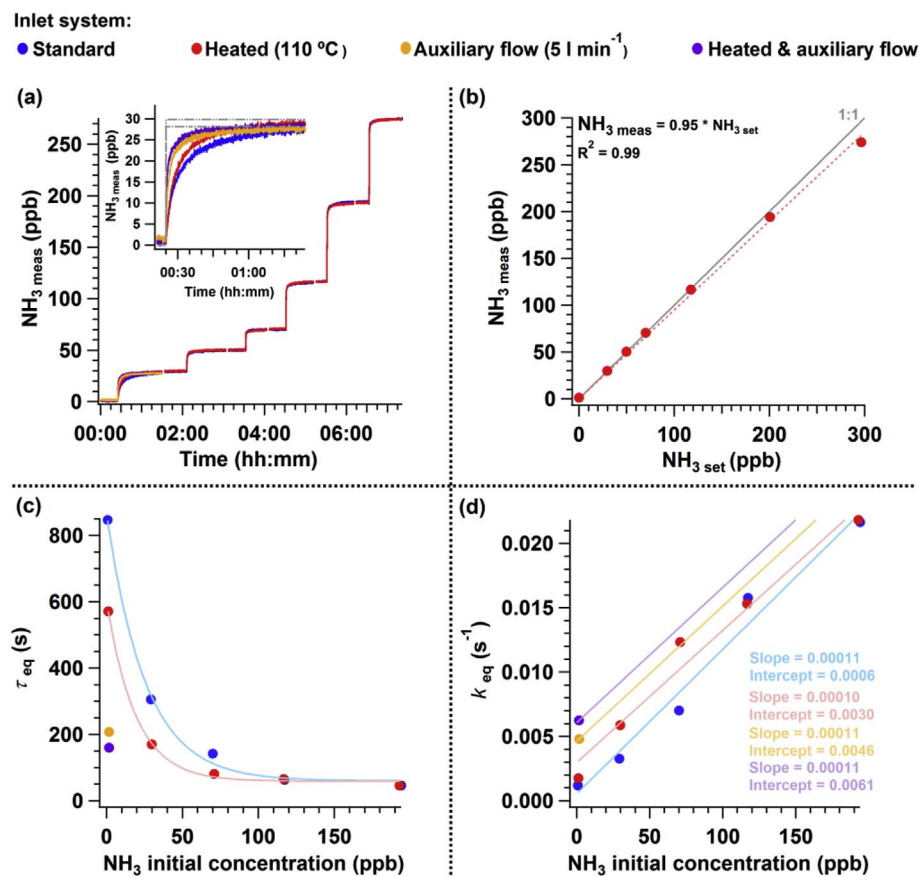 Inlet system:
Standard
Heated (110 ºC)
Auxiliary flow (5 l min⁻¹)
Heated & auxiliary flow
(a)
NH₃ meas (ppb)
250
200
150
100
50
0
00:00
02:00
04:00
06:00
Time (hh:mm)
NH₃ meas (ppb)
30
25
20
15
10
5
0
00:30
01:00
Time (hh:mm)
(b)
NH₃ meas = 0.95 * NH₃ set
R² = 0.99
1:1
NH₃ meas (ppb)
300
250
200
150
100
50
0
0
100
200
300
NH₃ set (ppb)
(c)
τ eq (s)
800
600
400
200
0
0
50
100
150
NH₃ initial concentration (ppb)
(d)
k eq (s⁻¹)
0.020
0.015
0.010
0.005
0.000
Slope = 0.00011
Intercept = 0.0006
Slope = 0.00010
Intercept = 0.0030
Slope = 0.00011
Intercept = 0.0046
Slope = 0.00011
Intercept = 0.0061
0
50
100
150
NH₃ initial concentration (ppb)